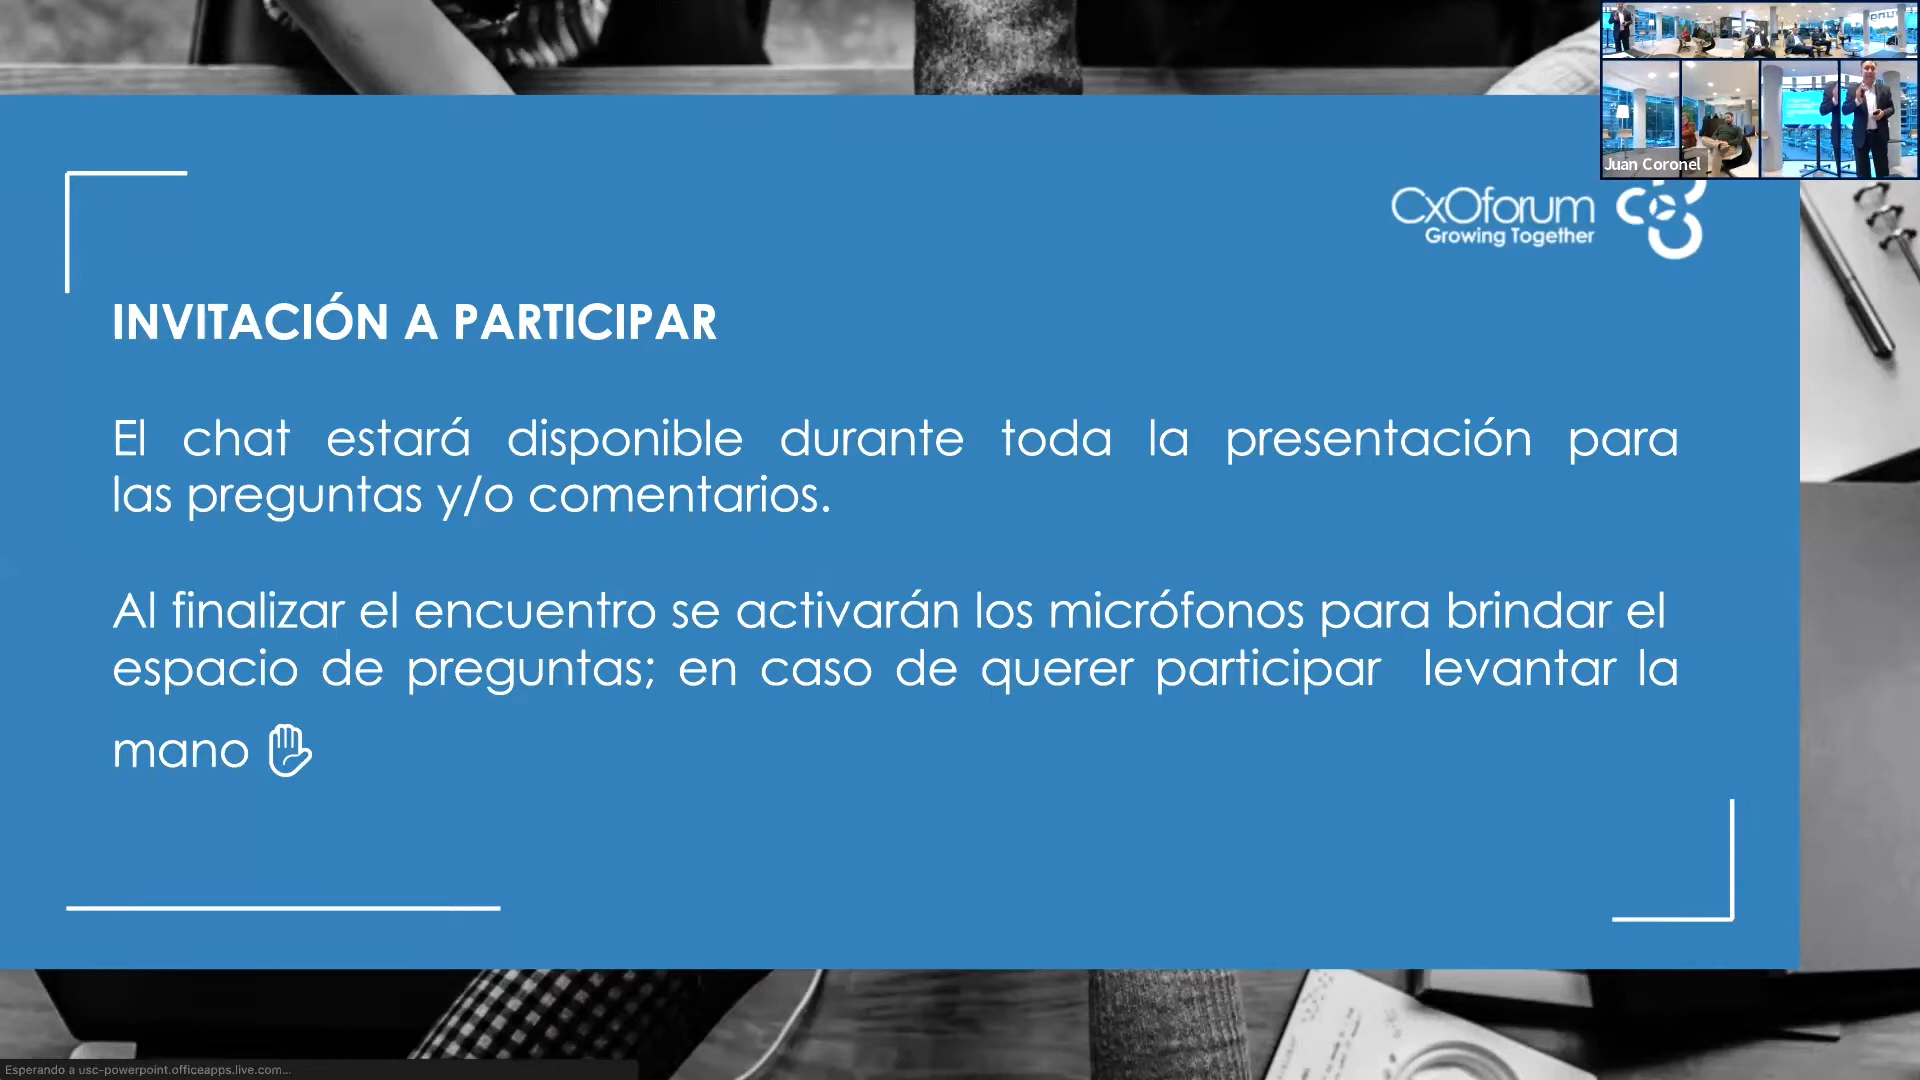 Juan Coronel
CxOforum
Growing Together
INVITACIÓN A PARTICIPAR
El chat estará disponible durante toda la presentación para
las preguntas y/o comentarios.
Al finalizar el encuentro se activarán los micrófonos para brindar el
espacio de preguntas; en caso de querer participar levantar la
mano
Esperando a usc-powerpoint.officeapps.live.com...